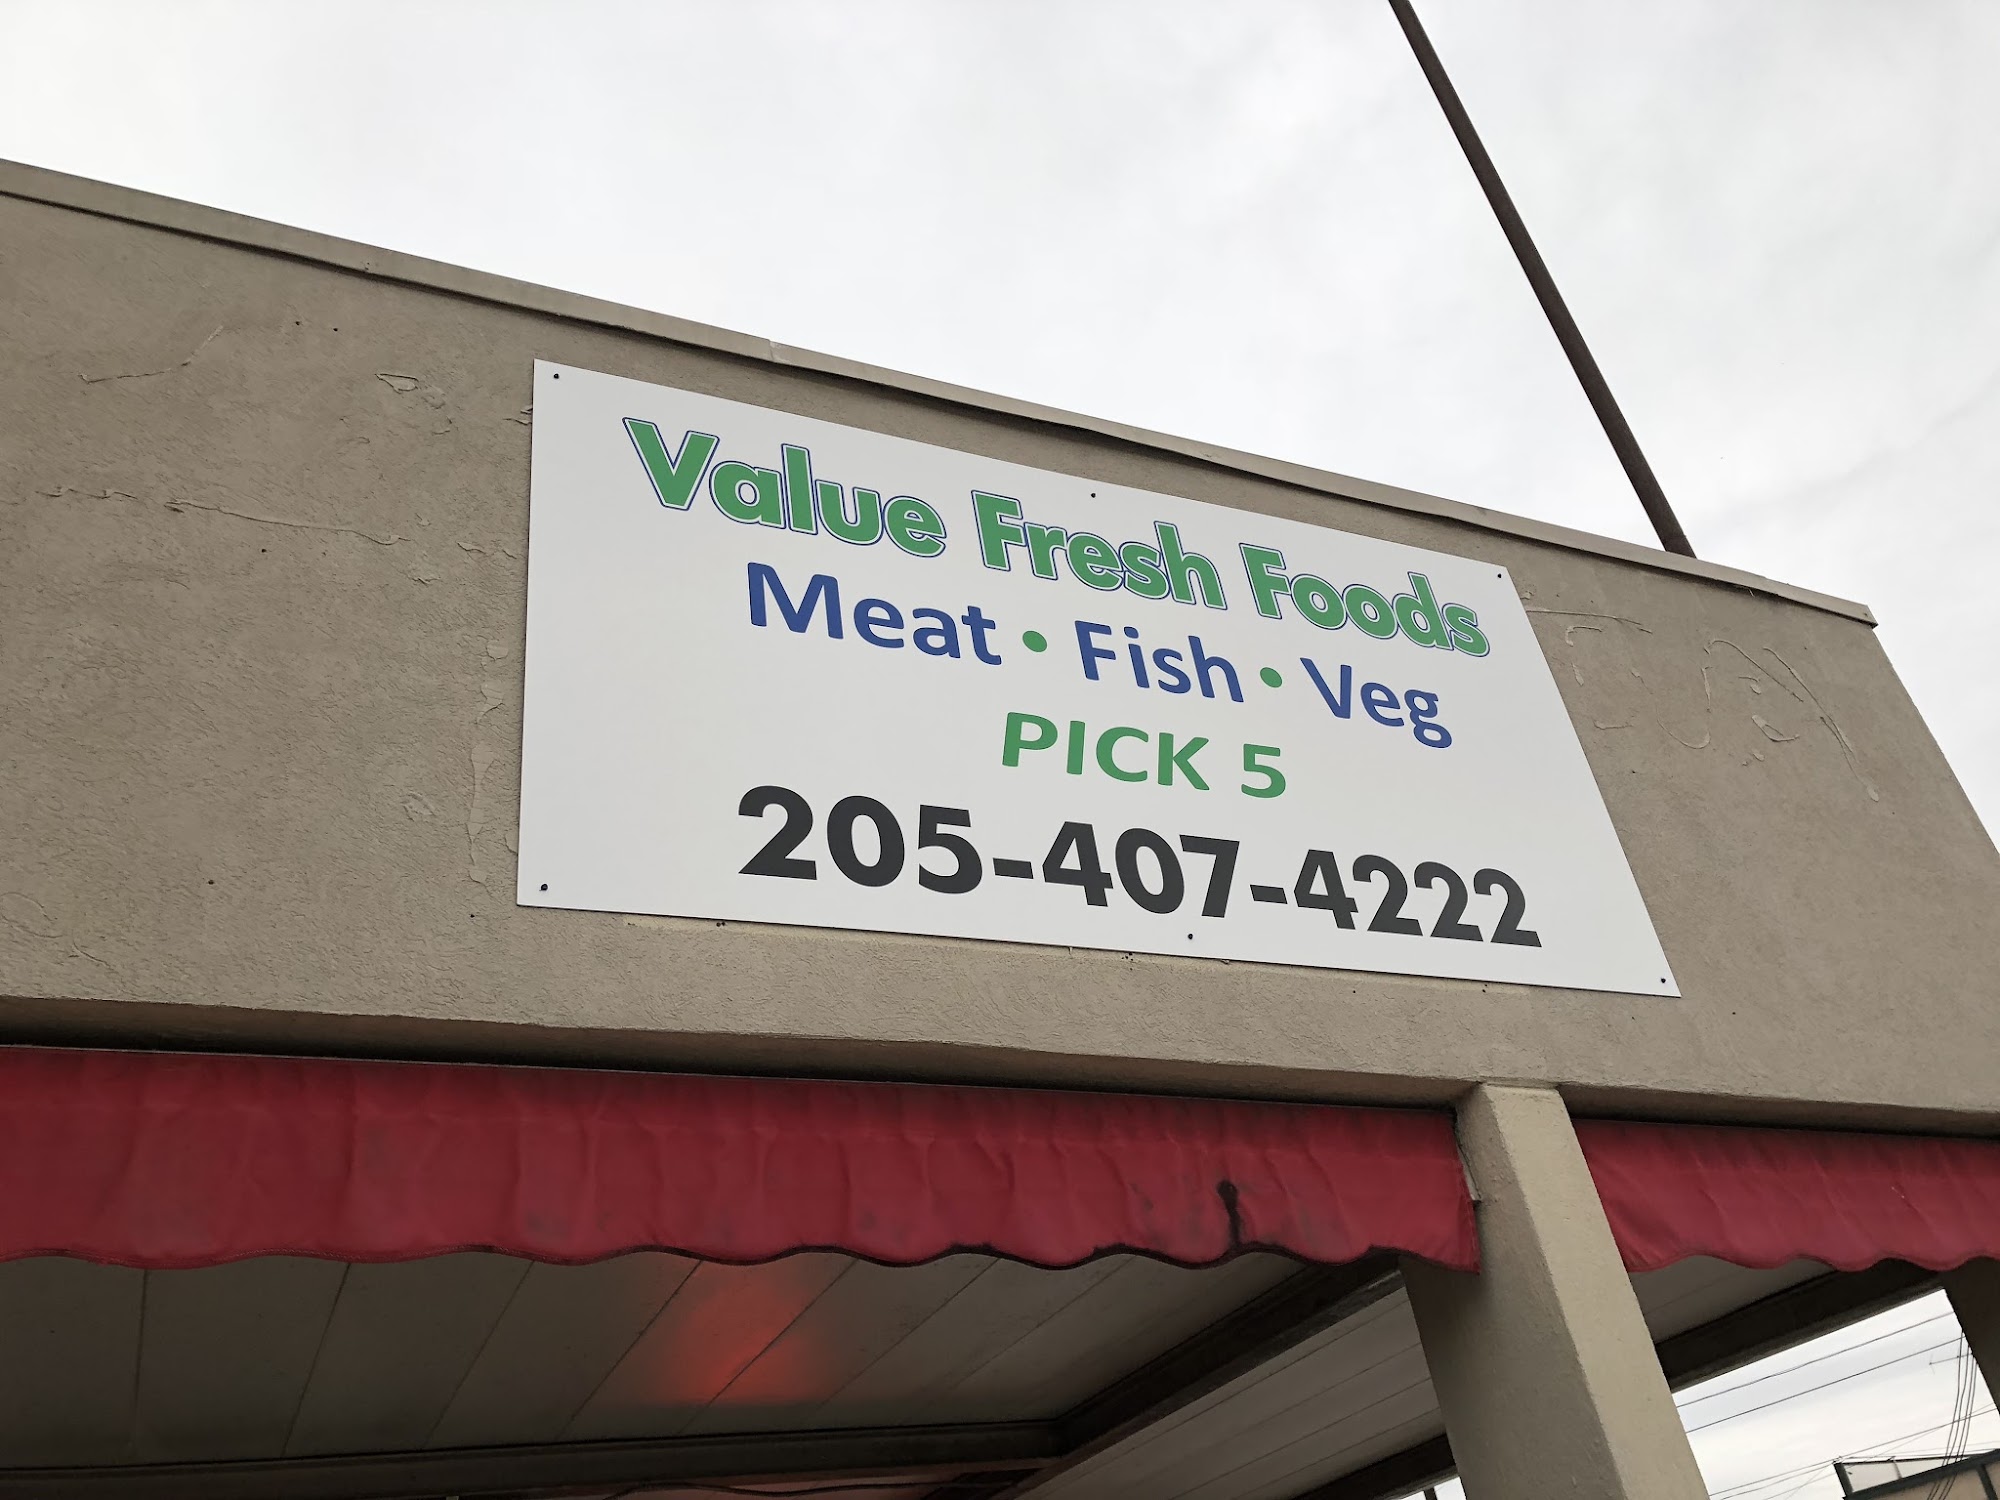 Value Fresh Foods
Meat • Fish • Veg
PICK 5
205-407-4222